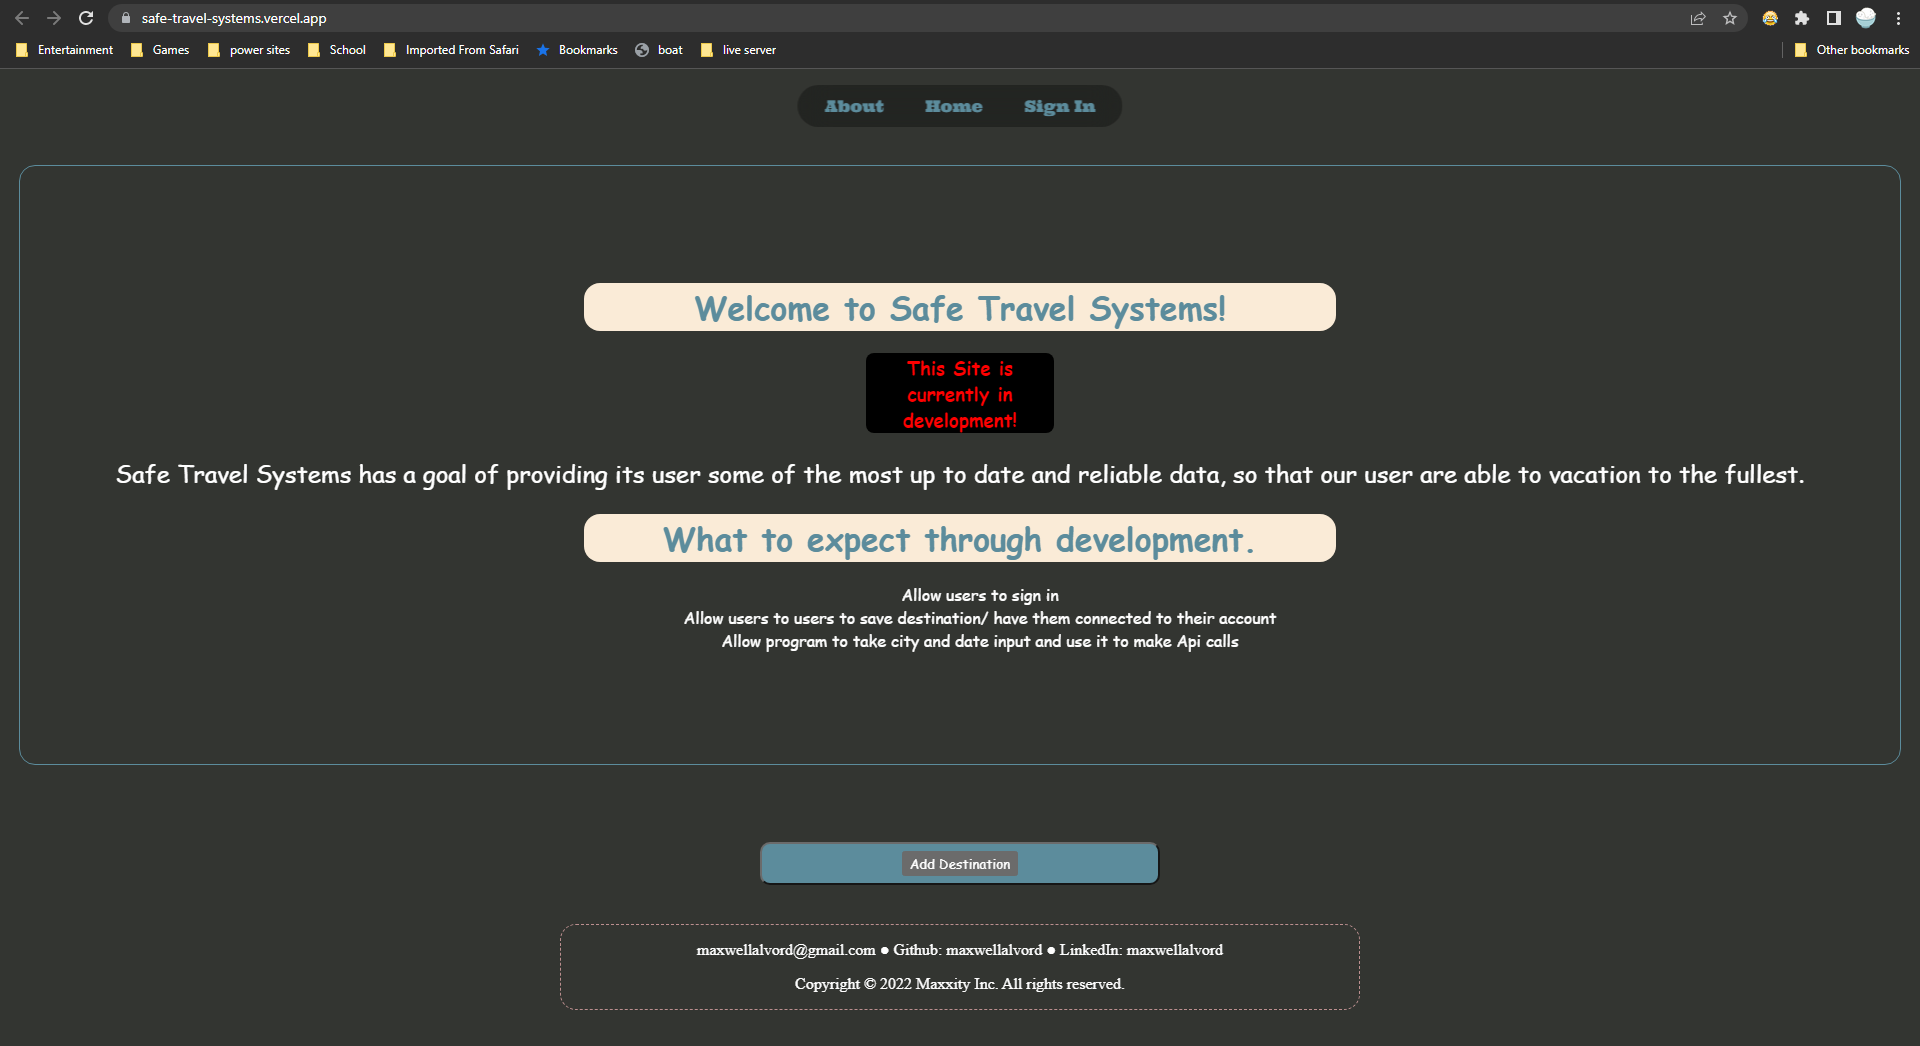 safe-travel-systems.vercel.app
Entertainment Games power sites School Imported From Safari Bookmarks boat live server Other bookmarks
About Home Sign In
Welcome to Safe Travel Systems!
This Site is
currently in
development!
Safe Travel Systems has a goal of providing its user some of the most up to date and reliable data, so that our user are able to vacation to the fullest.
What to expect through development.
Allow users to sign in
Allow users to users to save destination/ have them connected to their account
Allow program to take city and date input and use it to make Api calls
Add Destination
maxwellalvord@gmail.com ● Github: maxwellalvord ● LinkedIn: maxwellalvord
Copyright © 2022 Maxxity Inc. All rights reserved.